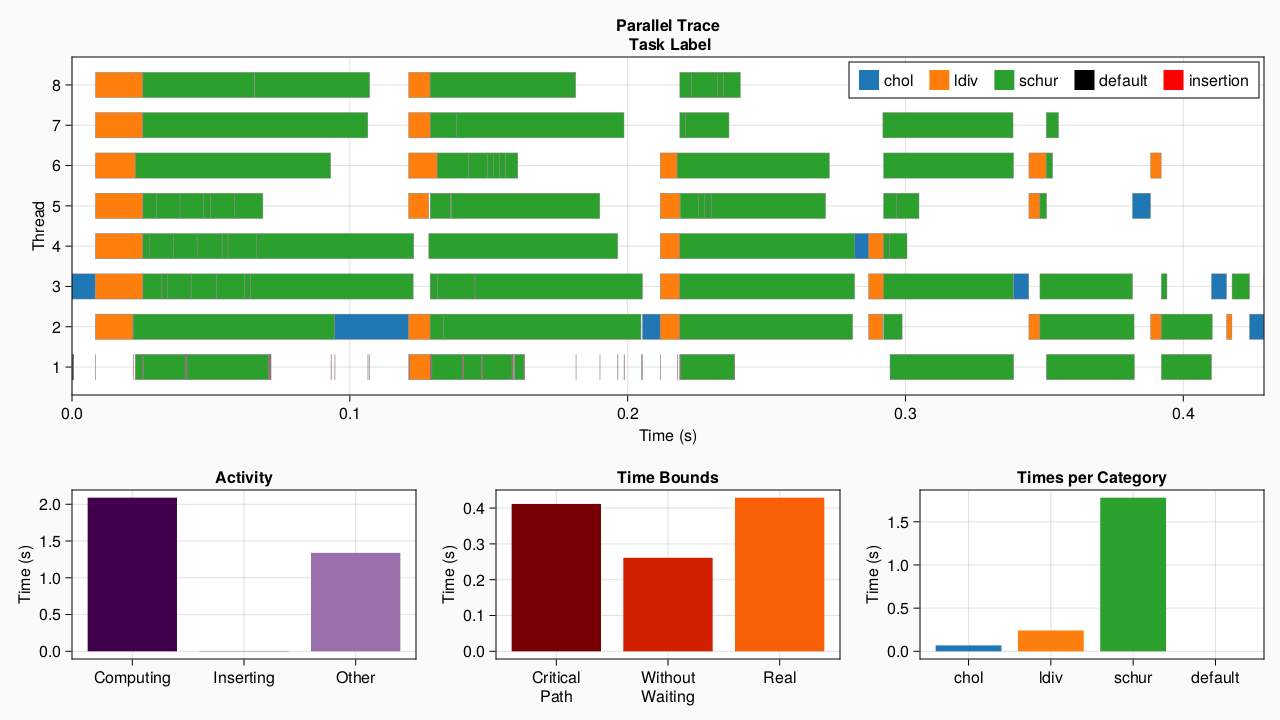 Parallel Trace
Task Label
chol ldiv schur default insertion
Thread
8
7
6
5
4
3
2
1
0.0 0.1 0.2 0.3 0.4
Time (s)
Activity
Time (s)
2.0
1.5
1.0
0.5
0.0
Computing Inserting Other
Time Bounds
Time (s)
0.4
0.3
0.2
0.1
0.0
Critical Path
Without Waiting
Real
Times per Category
Time (s)
1.5
1.0
0.5
0.0
chol ldiv schur default